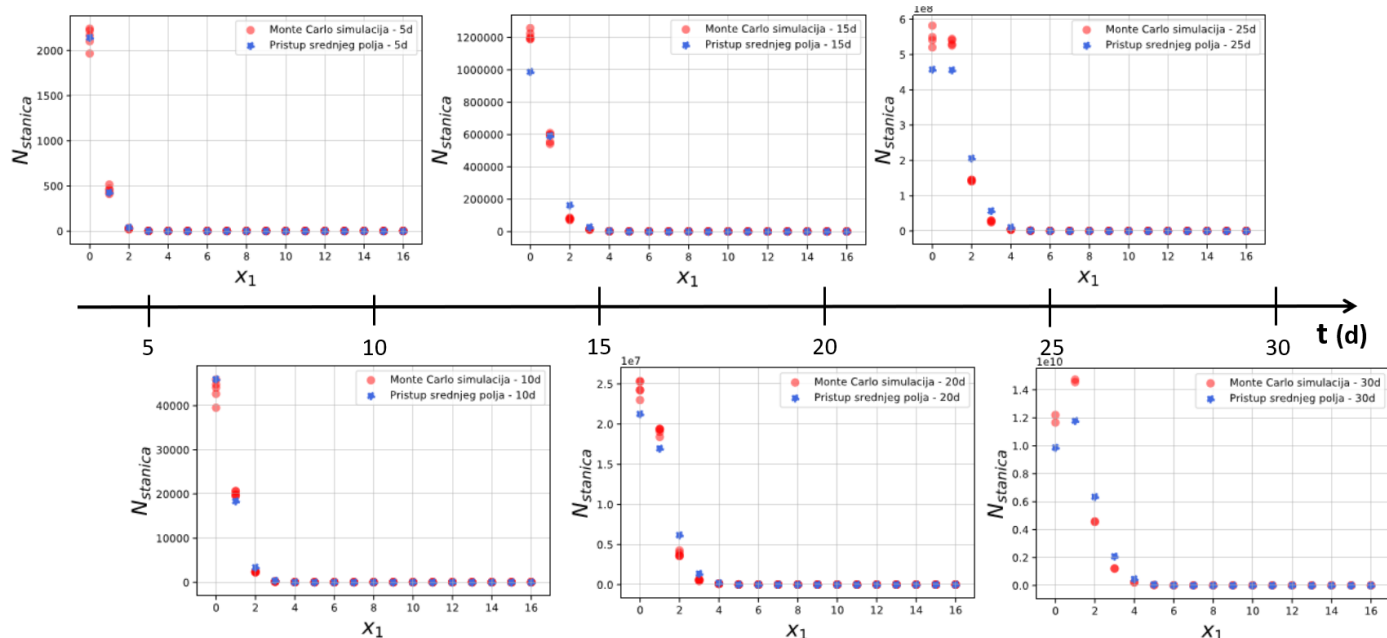 Monte Carlo simulacija - 5d
Pristup srednjeg polja - 5d
2000
1500
1000
500
0
N_stanica
0 2 4 6 8 10 12 14 16
x_1
Monte Carlo simulacija - 15d
Pristup srednjeg polja - 15d
1200000
1000000
800000
600000
400000
200000
0
N_stanica
0 2 4 6 8 10 12 14 16
x_1
1e8
Monte Carlo simulacija - 25d
Pristup srednjeg polja - 25d
6
5
4
3
2
1
0
N_stanica
0 2 4 6 8 10 12 14 16
x_1
5 10 15 20 25 30
t (d)
Monte Carlo simulacija - 10d
Pristup srednjeg polja - 10d
40000
30000
20000
10000
0
N_stanica
0 2 4 6 8 10 12 14 16
x_1
1e7
Monte Carlo simulacija - 20d
Pristup srednjeg polja - 20d
2.5
2.0
1.5
1.0
0.5
0.0
N_stanica
0 2 4 6 8 10 12 14 16
x_1
1e10
Monte Carlo simulacija - 30d
Pristup srednjeg polja - 30d
1.4
1.2
1.0
0.8
0.6
0.4
0.2
0.0
N_stanica
0 2 4 6 8 10 12 14 16
x_1